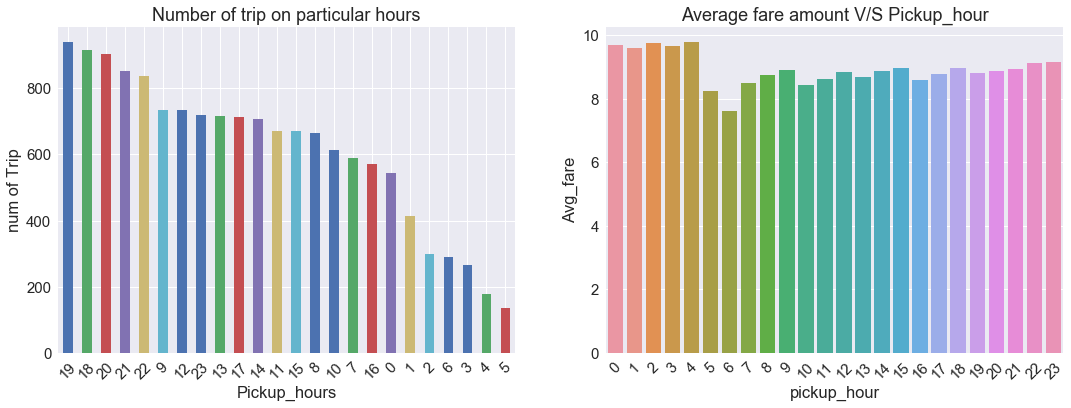 Number of trip on particular hours
num of Trip
800
600
400
200
0
19 18 20 21 22 9 12 23 13 17 14 11 15 8 10 7 16 0 1 2 6 3 4 5
Pickup_hours
Average fare amount V/S Pickup_hour
Avg_fare
10
8
6
4
2
0
0 1 2 3 4 5 6 7 8 9 10 11 12 13 14 15 16 17 18 19 20 21 22 23
pickup_hour